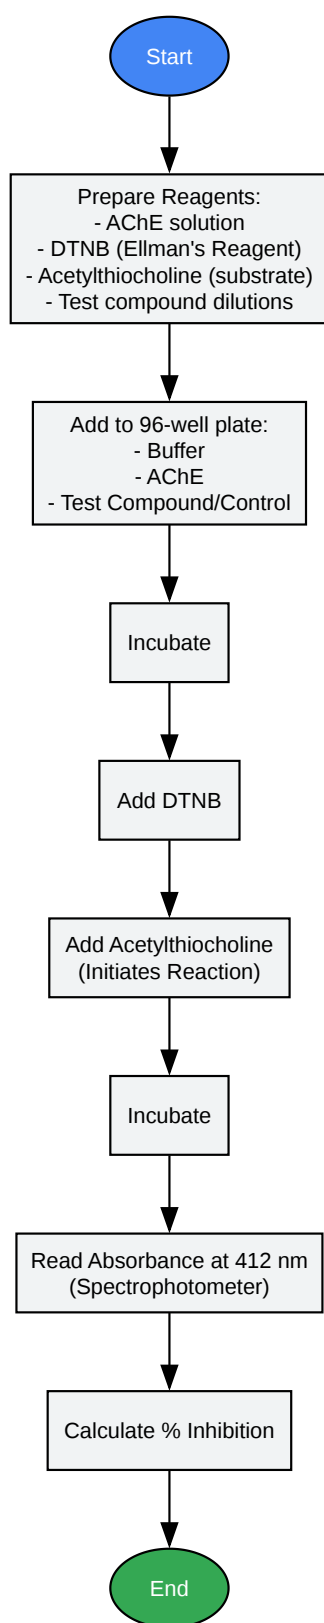 Start
Prepare Reagents:
- AChE solution
- DTNB (Ellman's Reagent)
- Acetylthiocholine (substrate)
- Test compound dilutions
Add to 96-well plate:
- Buffer
- AChE
- Test Compound/Control
Incubate
Add DTNB
Add Acetylthiocholine
(Initiates Reaction)
Incubate
Read Absorbance at 412 nm
(Spectrophotometer)
Calculate % Inhibition
End